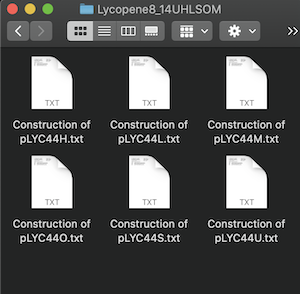 Lycopene8_14UHLSOM
TXT TXT TXT
Construction of Construction of Construction of
pLYC44H.txt pLYC44L.txt pLYC44M.txt
TXT TXT TXT
Construction of Construction of Construction of
pLYC44O.txt pLYC44S.txt pLYC44U.txt